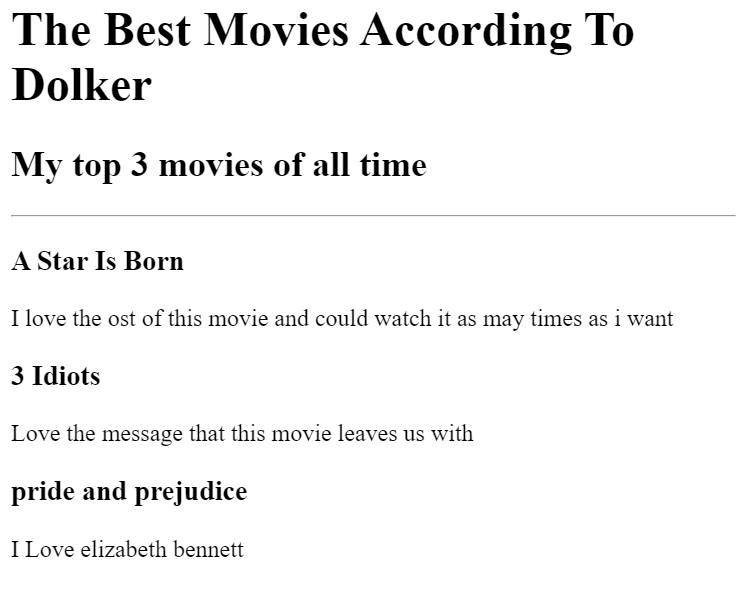 The Best Movies According To
Dolker
My top 3 movies of all time
A Star Is Born
I love the ost of this movie and could watch it as may times as i want
3 Idiots
Love the message that this movie leaves us with
pride and prejudice
I Love elizabeth bennett